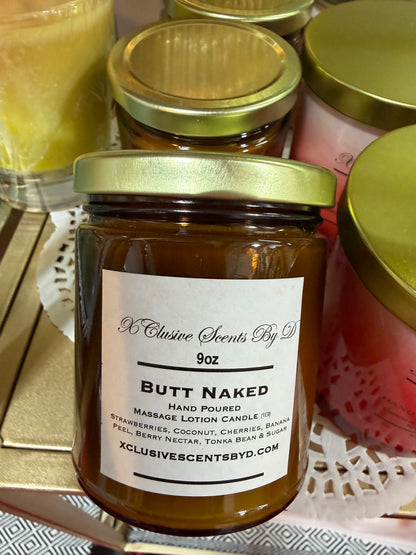 XClusive Scents By D
9oz
BUTT NAKED
HAND POURED
MASSAGE LOTION CANDLE
STRAWBERRIES, COCONUT, CHERRIES, BANANA
PEEL, BERRY NECTAR, TONKA BEAN & SUGAR
XCLUSIVESCENTSBYD.COM